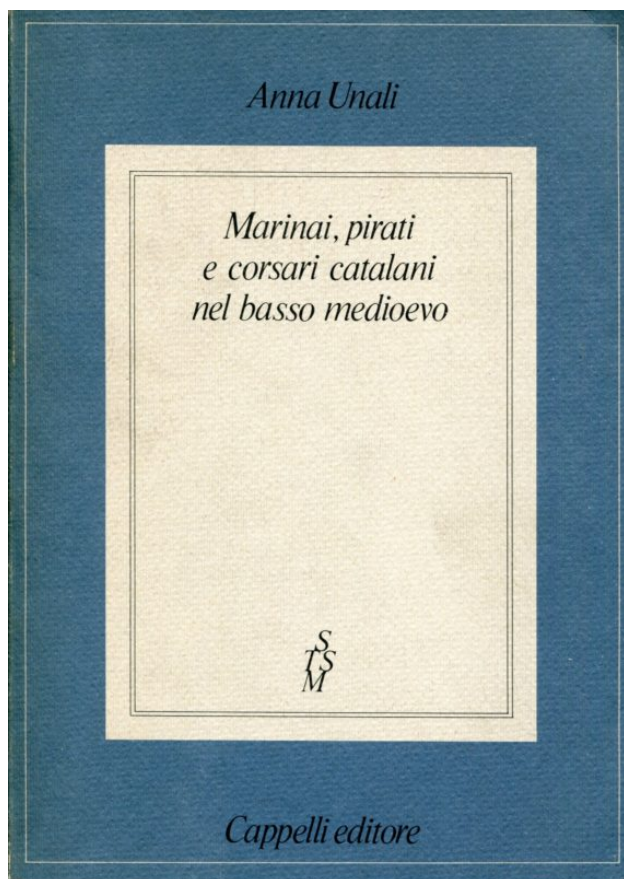 Anna Unali
Marinai, pirati
e corsari catalani
nel basso medioevo
S
TS
M
Cappelli editore